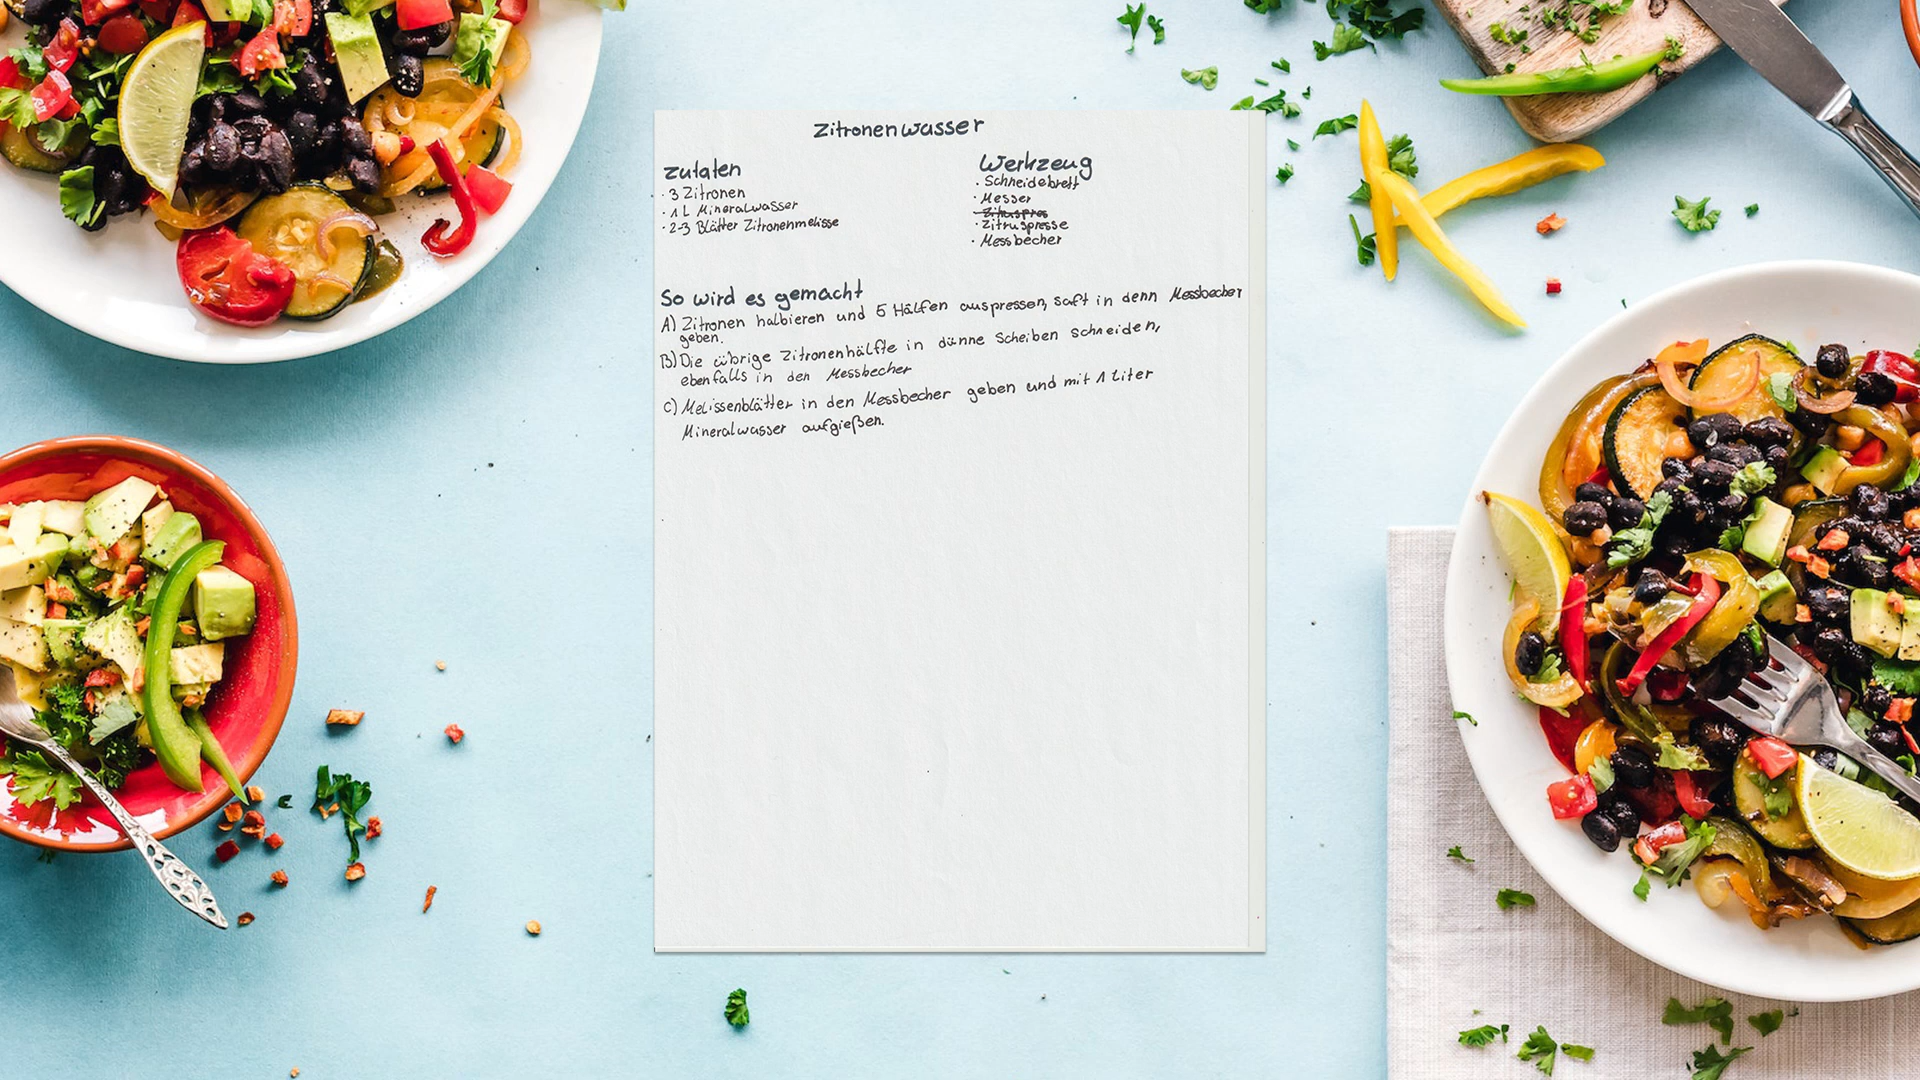 Zitronenwasser
Zutaten
· 3 Zitronen
· 1 L Mineralwasser
· 2-3 Blätter Zitronenmelisse
Werkzeug
· Schneidebrett
· Messer
· Zitruspres
· Zitruspresse
· Messbecher
So wird es gemacht
A) Zitronen halbieren und 5 Hälfen auspressen, Saft in denn Messbecher
geben.
B) Die übrige Zitronenhälfte in dünne Scheiben schneiden,
ebenfalls in den Messbecher
C) Melissenblätter in den Messbecher geben und mit 1 Liter
Mineralwasser aufgießen.